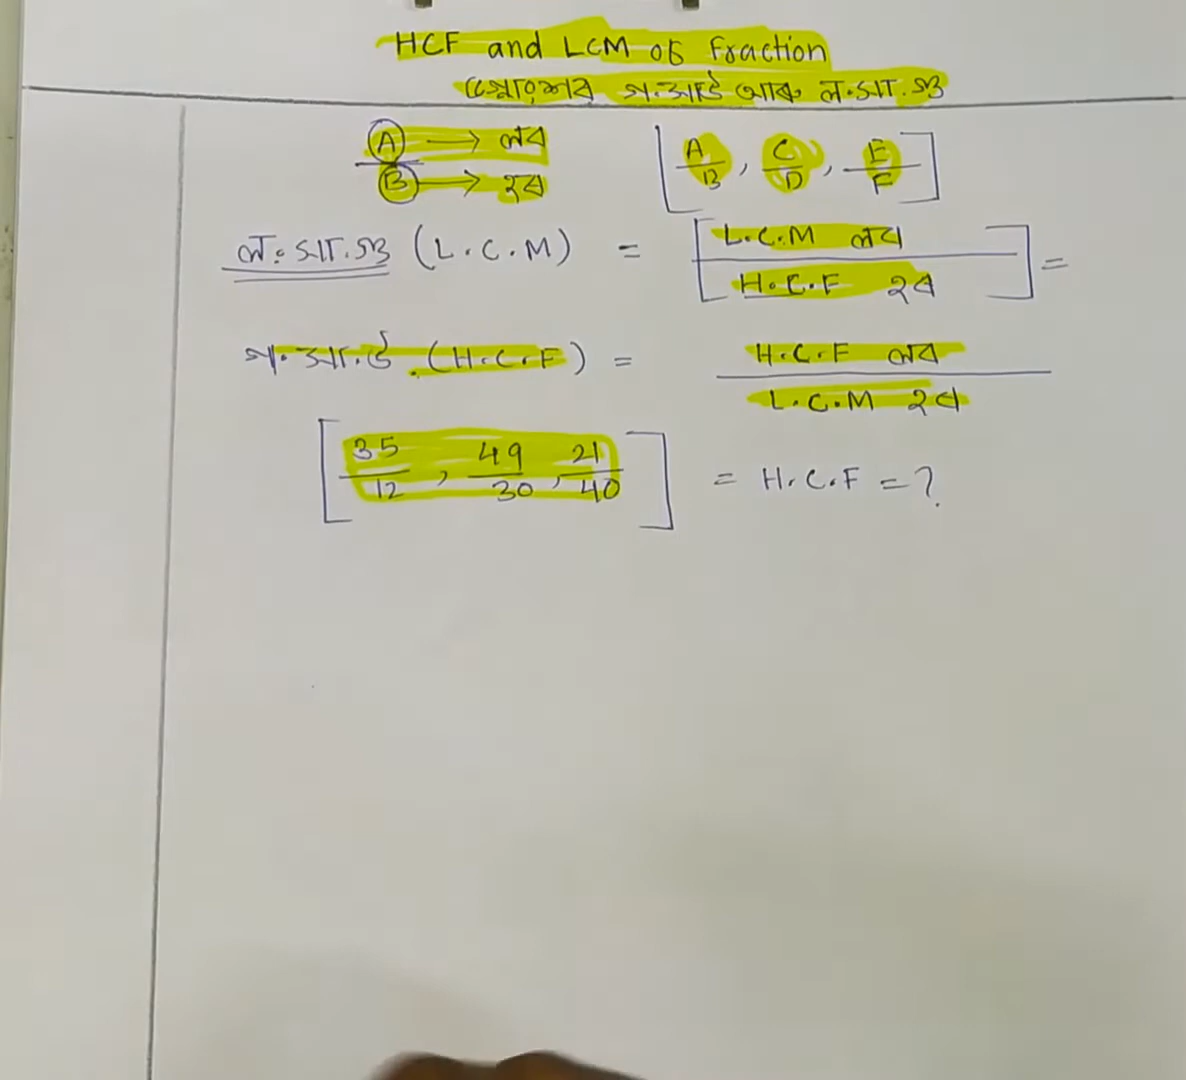 HCF and LCM of Fraction
ভগ্নাংশৰ গ.সা.উ আৰু ল.সা.গু
A → লব [A/B, C/D, E/F]
B → হৰ
ল.সা.গু (L.C.M) = [L.C.M লব / H.C.F হৰ] =
গ.সা.উ (H.C.F) = H.C.F লব / L.C.M হৰ
[35/12, 49/30, 21/40] = H.C.F = ?